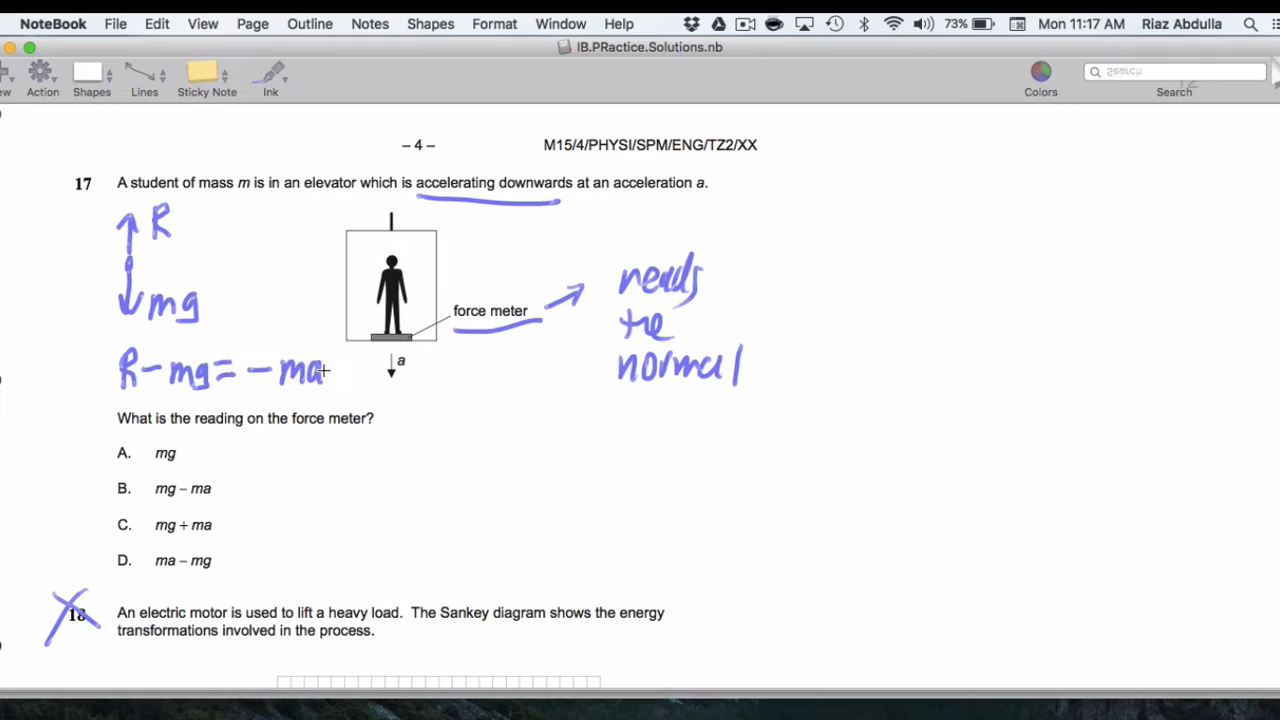 NoteBook File Edit View Page Outline Notes Shapes Format Window Help 73% Mon 11:17 AM Riaz Abdulla
IB.PRactice.Solutions.nb
ew Action Shapes Lines Sticky Note Ink Colors Search
Search
– 4 – M15/4/PHYSI/SPM/ENG/TZ2/XX
17 A student of mass m is in an elevator which is accelerating downwards at an acceleration a.
R
mg
force meter
reads
the
normal
a
R - mg = - ma
What is the reading on the force meter?
A. mg
B. mg – ma
C. mg + ma
D. ma – mg
18 An electric motor is used to lift a heavy load. The Sankey diagram shows the energy
transformations involved in the process.